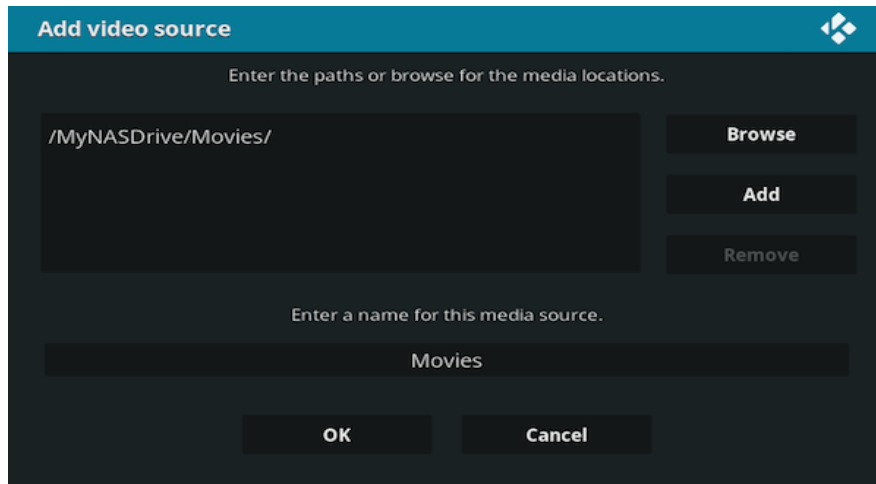 Add video source
Enter the paths or browse for the media locations.
/MyNASDrive/Movies/
Browse
Add
Remove
Enter a name for this media source.
Movies
OK
Cancel